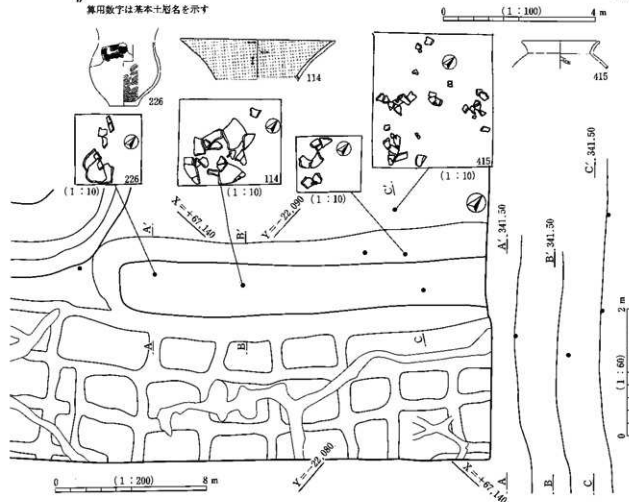 算用数字は基本土層名を示す
(1:100)
4 m
226
114
415
226
(1:10)
114
(1:10)
(1:10)
415
(1:10)
X=+67.140
A'
B'
Y=-22.090
C'
A' 341.50
B' 341.50
C' 341.50
A
B
C
2 m
(1:60)
0
0
(1:200)
8 m
Y=-22.080
X=+67.140
A
B
C